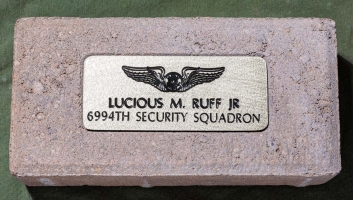 LUCIOUS M. RUFF JR
6994TH SECURITY SQUADRON